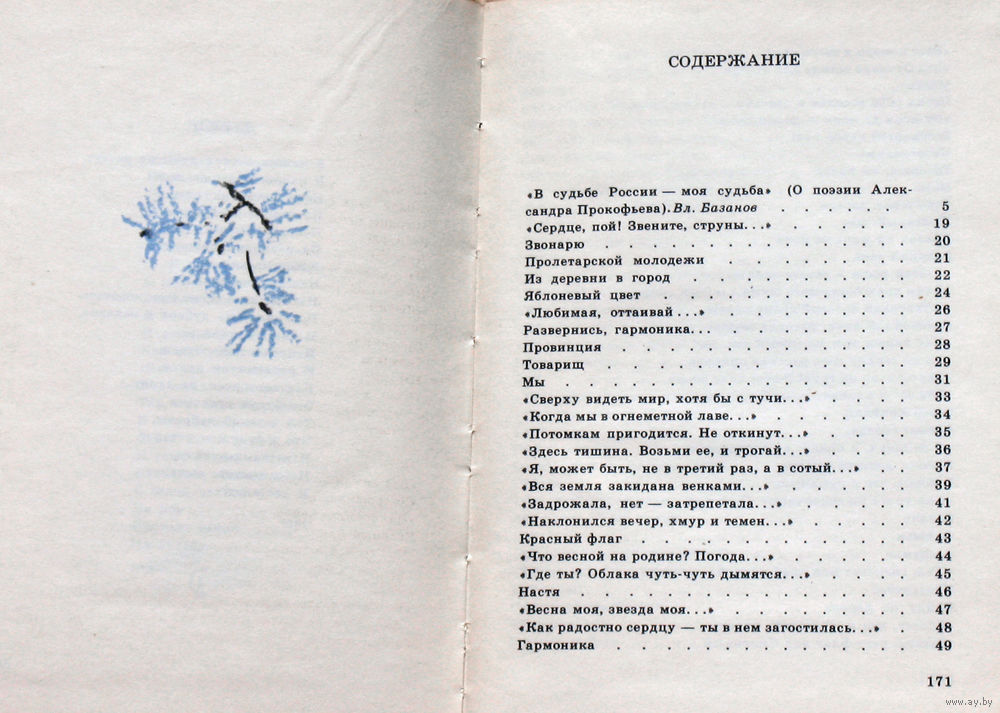 СОДЕРЖАНИЕ
«В судьбе России — моя судьба» (О поэзии Алек-
сандра Прокофьева). Вл. Базанов . . . . . . 5
«Сердце, пой! Звените, струны...» . . . . . . 19
Звонарю . . . . . . . . . . . . . . 20
Пролетарской молодежи . . . . . . . . . 21
Из деревни в город . . . . . . . . . . 22
Яблоневый цвет . . . . . . . . . . . 24
«Любимая, оттаивай...» . . . . . . . . 26
Развернись, гармоника... . . . . . . . . 27
Провинция . . . . . . . . . . . . . 28
Товарищ . . . . . . . . . . . . . 29
Мы . . . . . . . . . . . . . . . 31
«Сверху видеть мир, хотя бы с тучи...» . . . . 33
«Когда мы в огнеметной лаве...» . . . . . . 34
«Потомкам пригодится. Не откинут...» . . . . 35
«Здесь тишина. Возьми ее, и трогай...» . . . . 36
«Я, может быть, не в третий раз, а в сотый...» . . 37
«Вся земля закидана венками...» . . . . . . 39
«Задрожала, нет — затрепетала...» . . . . . 41
«Наклонился вечер, хмур и темен...» . . . . . 42
Красный флаг . . . . . . . . . . . . 43
«Что весной на родине? Погода...» . . . . . . 44
«Где ты? Облака чуть-чуть дымятся...» . . . . 45
Настя . . . . . . . . . . . . . . 46
«Весна моя, звезда моя...» . . . . . . . . 47
«Как радостно сердцу — ты в нем загостилась...» . 48
Гармоника . . . . . . . . . . . . . 49
171
www.ay.by